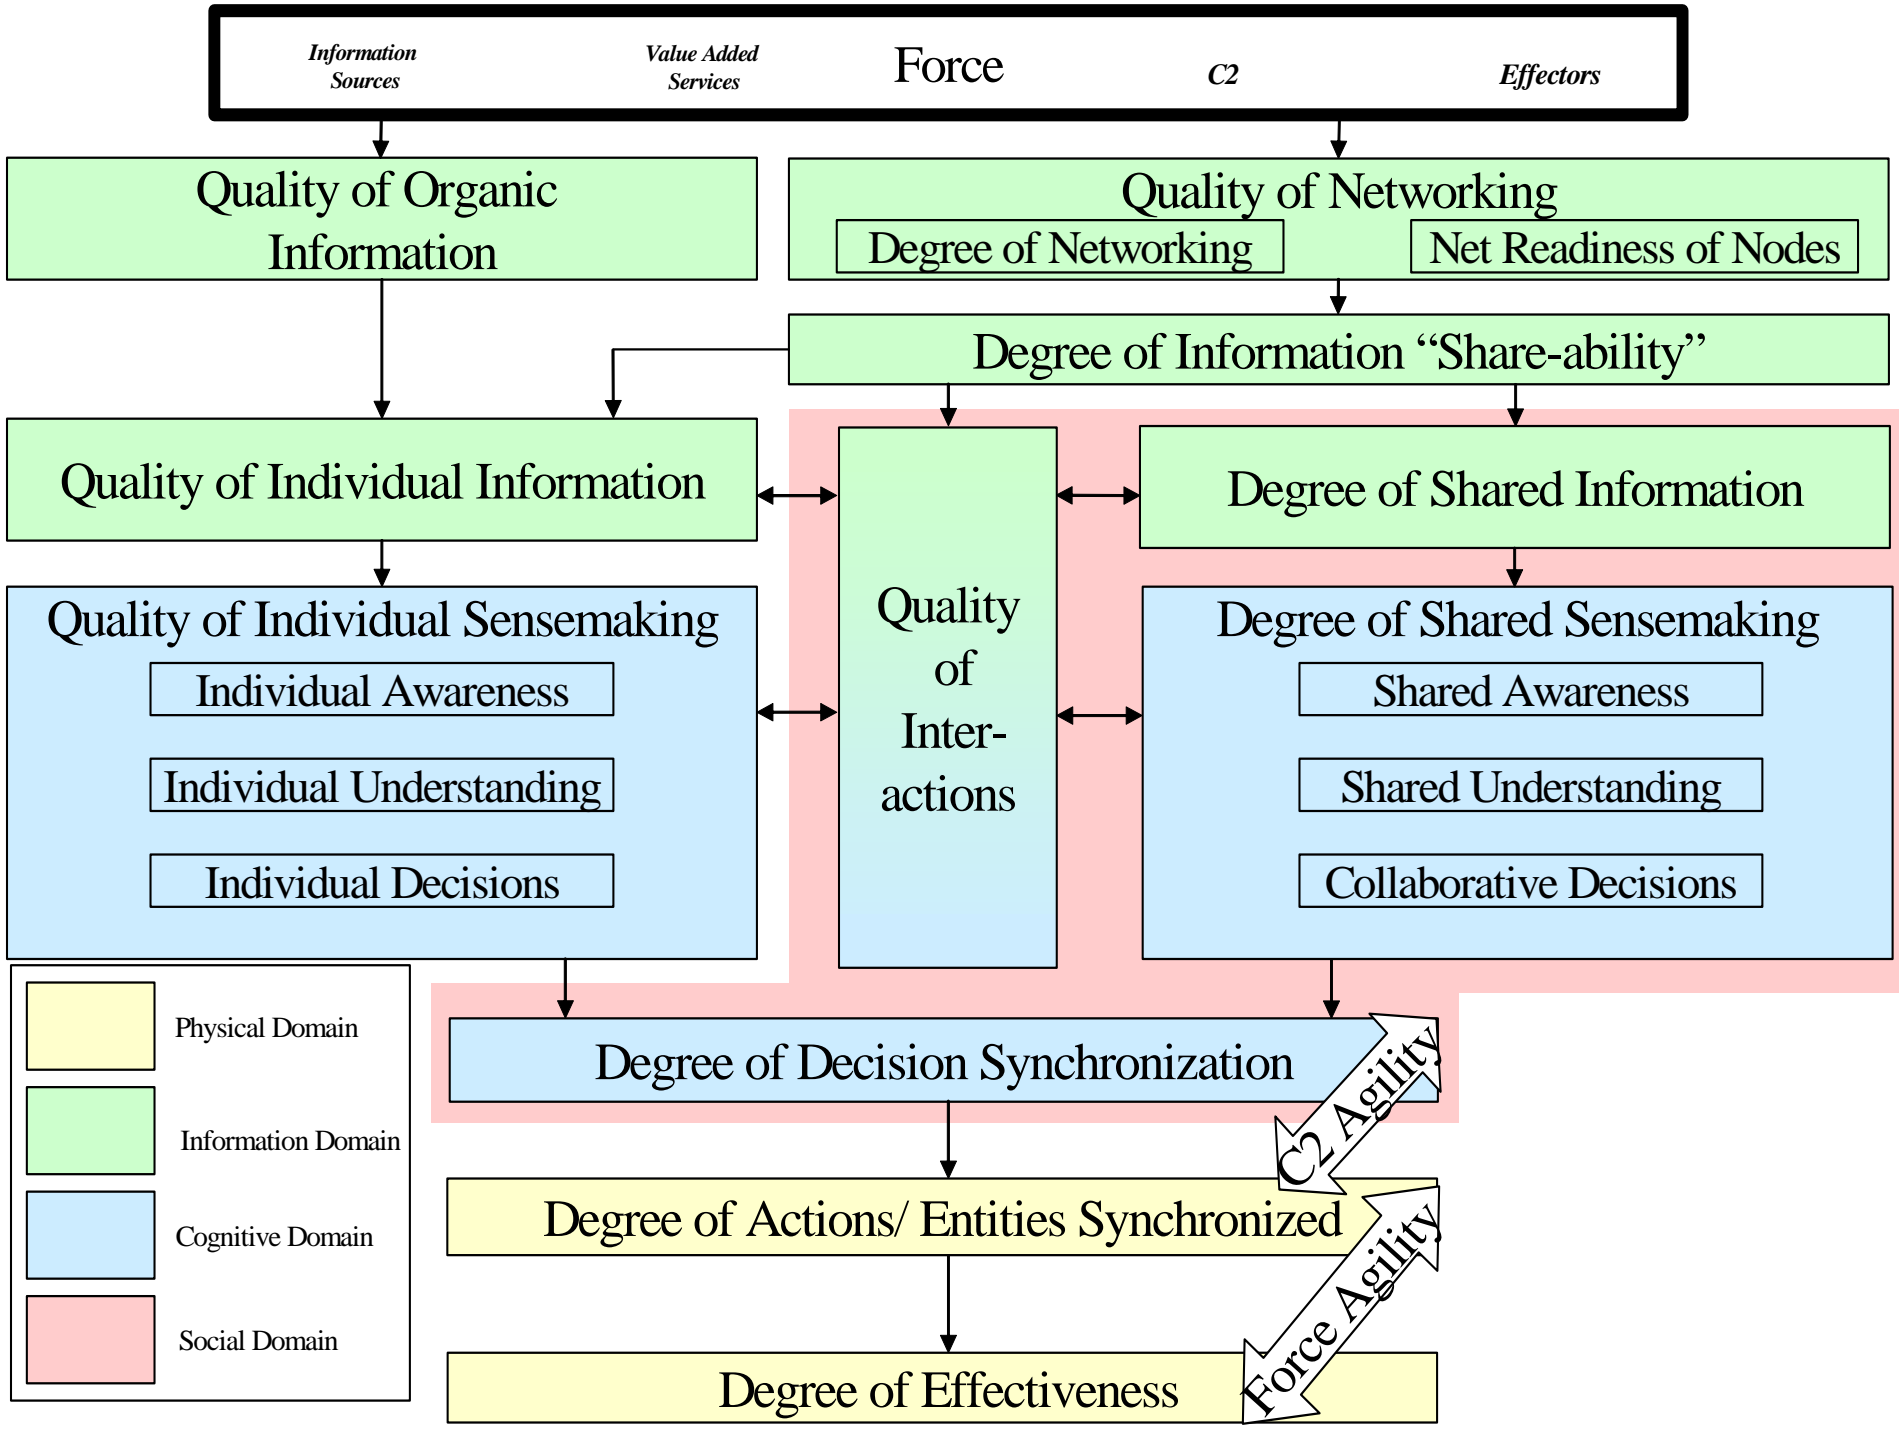 Information
Sources
Value Added
Services
Force
C2
Effectors
Quality of Organic
Information
Quality of Networking
Degree of Networking
Net Readiness of Nodes
Degree of Information “Share-ability”
Quality of Individual Information
Degree of Shared Information
Quality
of
Inter-
actions
Quality of Individual Sensemaking
Individual Awareness
Individual Understanding
Individual Decisions
Degree of Shared Sensemaking
Shared Awareness
Shared Understanding
Collaborative Decisions
Degree of Decision Synchronization
C2 Agility
Degree of Actions/ Entities Synchronized
Force Agility
Degree of Effectiveness
Physical Domain
Information Domain
Cognitive Domain
Social Domain